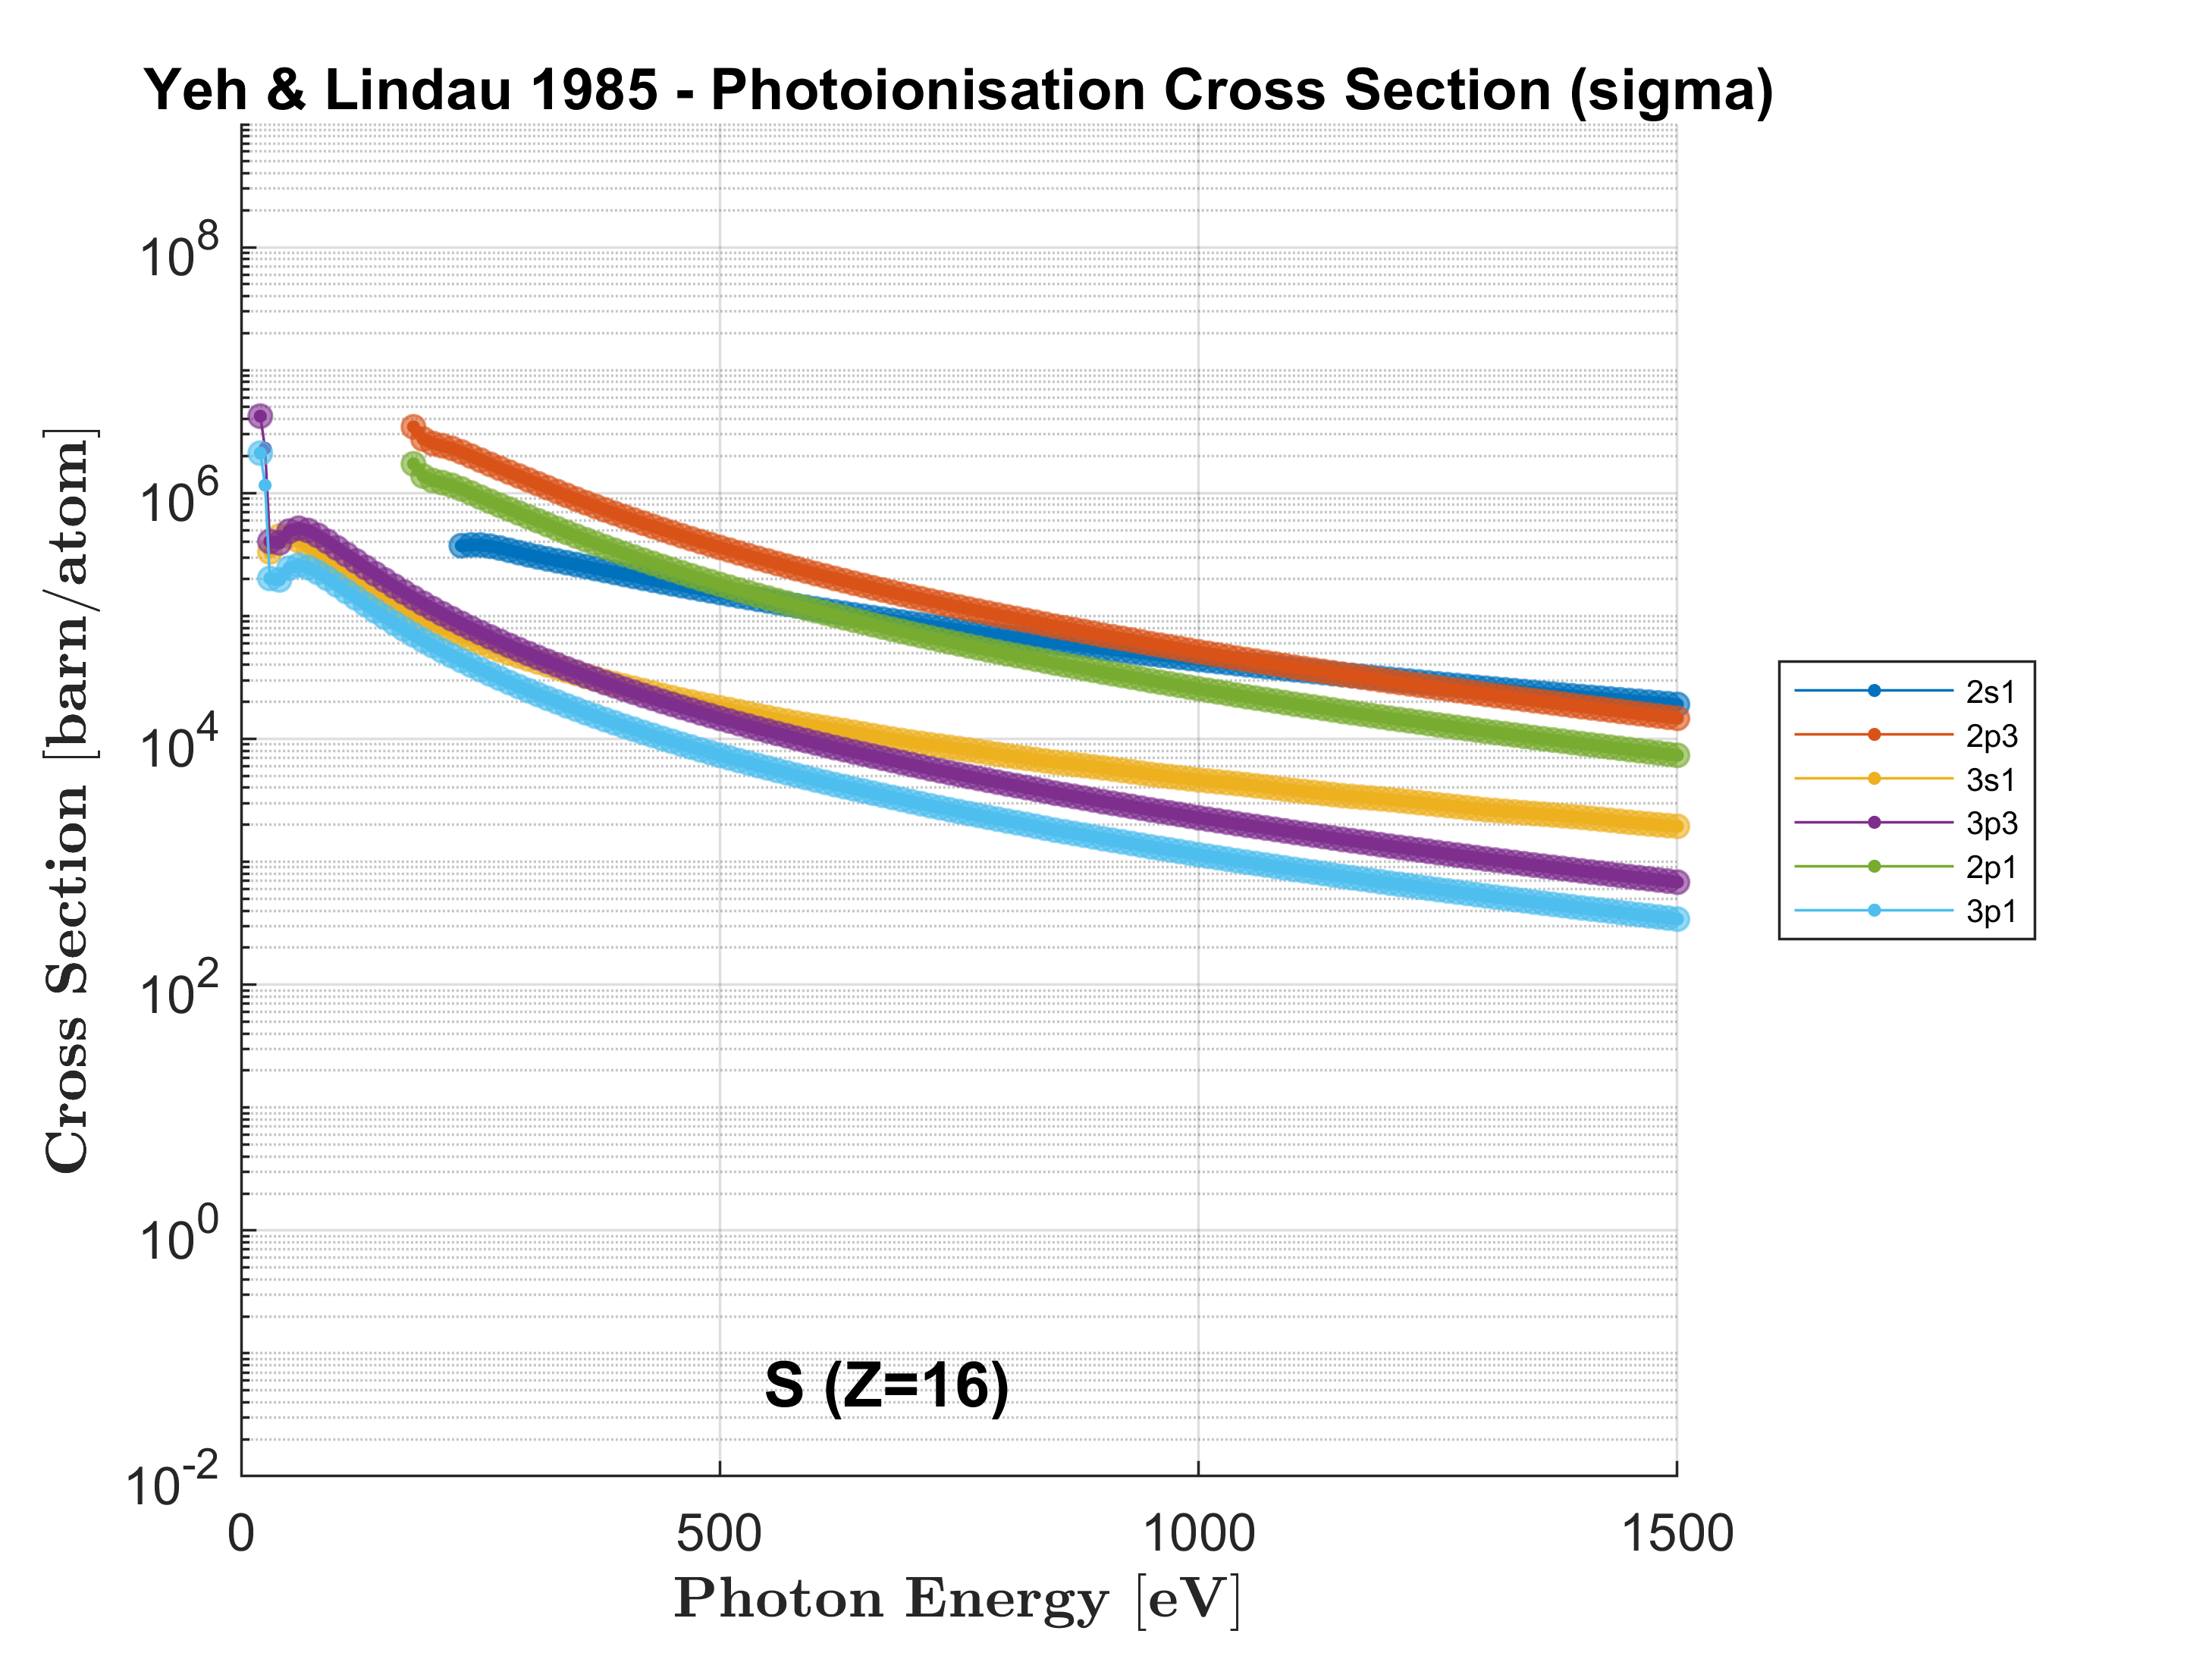 Yeh & Lindau 1985 - Photoionisation Cross Section (sigma)
Cross Section [barn/atom]
10^8
10^6
10^4
10^2
10^0
10^-2
0 500 1000 1500
Photon Energy [eV]
S (Z=16)
2s1
2p3
3s1
3p3
2p1
3p1